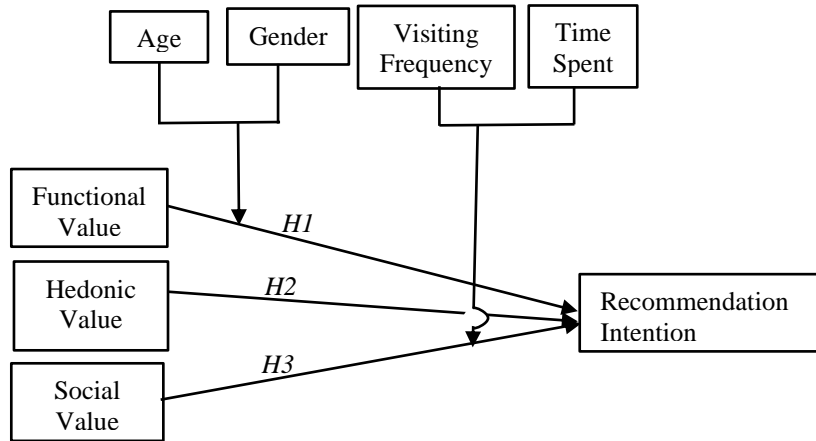 Age
Gender
Visiting
Frequency
Time
Spent
Functional
Value
H1
Hedonic
Value
H2
Recommendation
Intention
Social
Value
H3